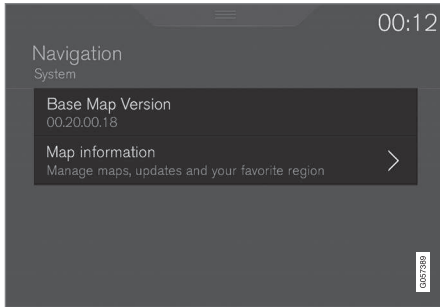 00:12
Navigation
System
Base Map Version
00.20.00.18
Map information
Manage maps, updates and your favorite region
G057389